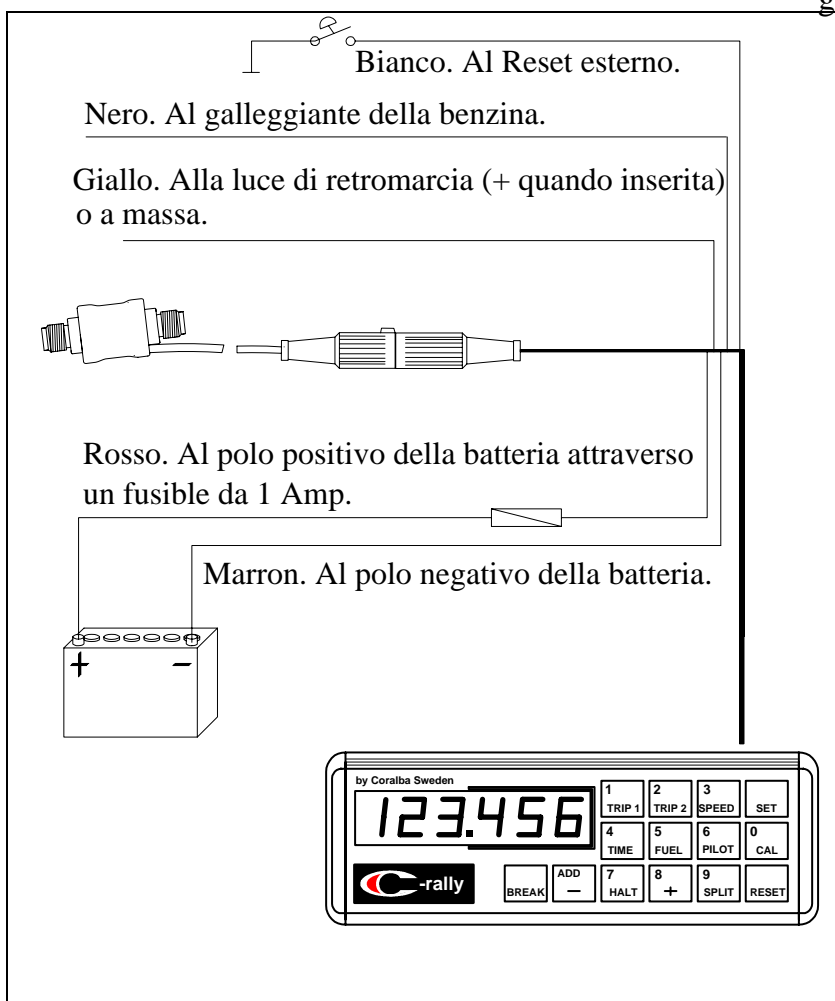 g
Bianco. Al Reset esterno.
Nero. Al galleggiante della benzina.
Giallo. Alla luce di retromarcia (+ quando inserita)
o a massa.
Rosso. Al polo positivo della batteria attraverso
un fusible da 1 Amp.
Marron. Al polo negativo della batteria.
+ −
by Coralba Sweden
123.456
1 TRIP 1
2 TRIP 2
3 SPEED
SET
4 TIME
5 FUEL
6 PILOT
0 CAL
C-rally
BREAK
ADD −
7 HALT
8 +
9 SPLIT
RESET